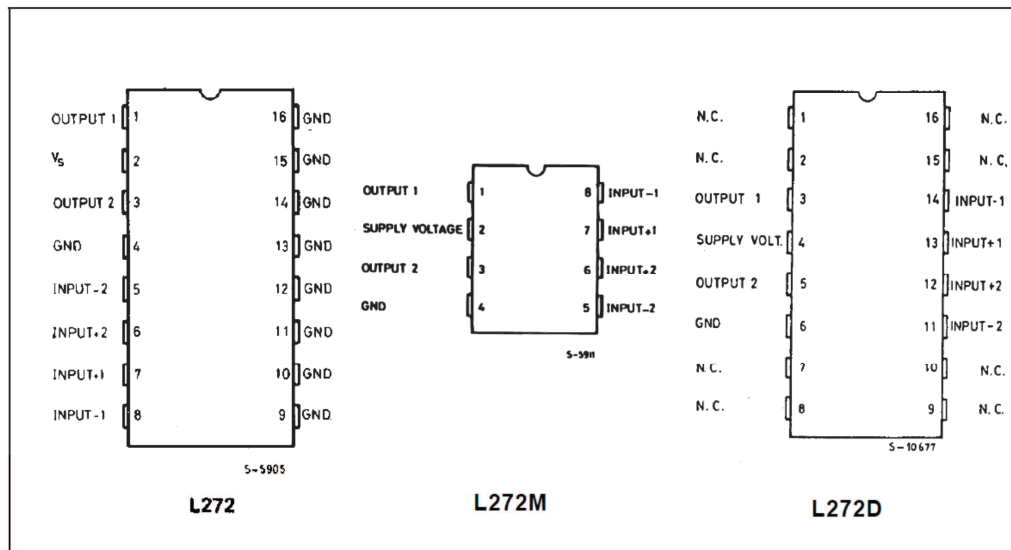 OUTPUT 1 1 16 GND
Vs 2 15 GND
OUTPUT 2 3 14 GND
GND 4 13 GND
INPUT-2 5 12 GND
INPUT+2 6 11 GND
INPUT+1 7 10 GND
INPUT-1 8 9 GND
S-5905
L272
OUTPUT 1 1 8 INPUT-1
SUPPLY VOLTAGE 2 7 INPUT+1
OUTPUT 2 3 6 INPUT+2
GND 4 5 INPUT-2
S-5911
L272M
N.C. 1 16 N.C.
N.C. 2 15 N.C.
OUTPUT 1 3 14 INPUT-1
SUPPLY VOLT. 4 13 INPUT+1
OUTPUT 2 5 12 INPUT+2
GND 6 11 INPUT-2
N.C. 7 10 N.C.
N.C. 8 9 N.C.
S-10677
L272D